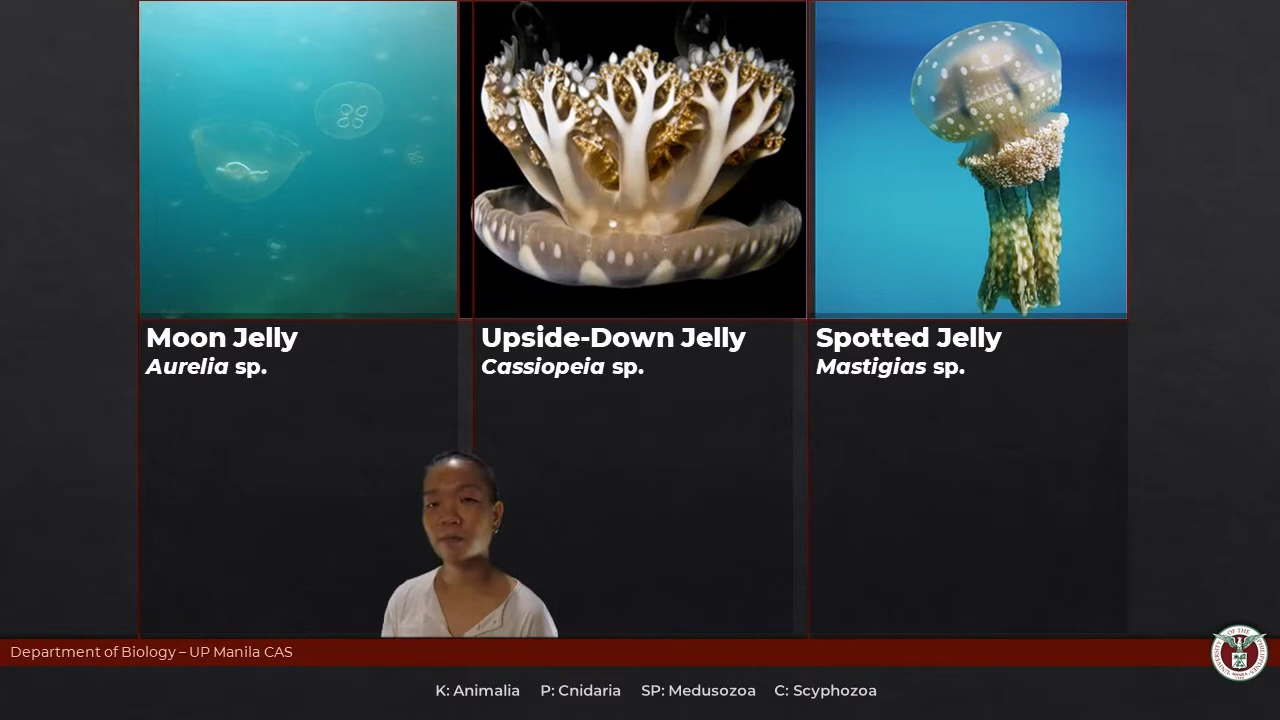 Moon Jelly
Aurelia sp.
Upside-Down Jelly
Cassiopeia sp.
Spotted Jelly
Mastigias sp.
Department of Biology – UP Manila CAS
K: Animalia P: Cnidaria SP: Medusozoa C: Scyphozoa